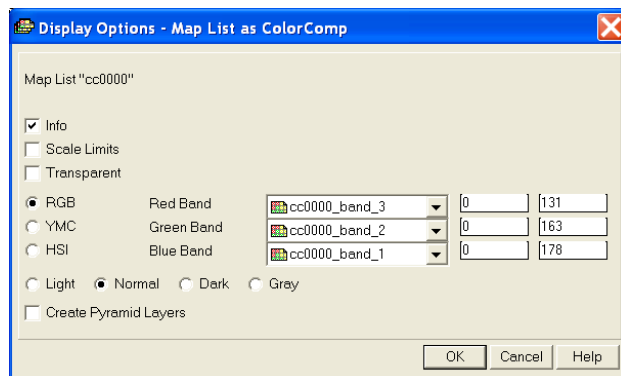 Display Options - Map List as ColorComp
Map List "cc0000"
Info
Scale Limits
Transparent
RGB Red Band cc0000_band_3 0 131
YMC Green Band cc0000_band_2 0 163
HSI Blue Band cc0000_band_1 0 178
Light Normal Dark Gray
Create Pyramid Layers
OK Cancel Help